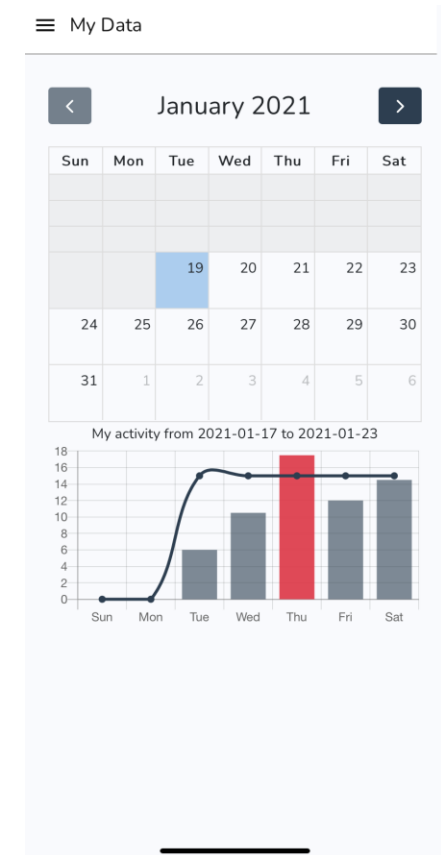 My Data
January 2021
Sun Mon Tue Wed Thu Fri Sat
19 20 21 22 23
24 25 26 27 28 29 30
31 1 2 3 4 5 6
My activity from 2021-01-17 to 2021-01-23
18
16
14
12
10
8
6
4
2
0
Sun Mon Tue Wed Thu Fri Sat